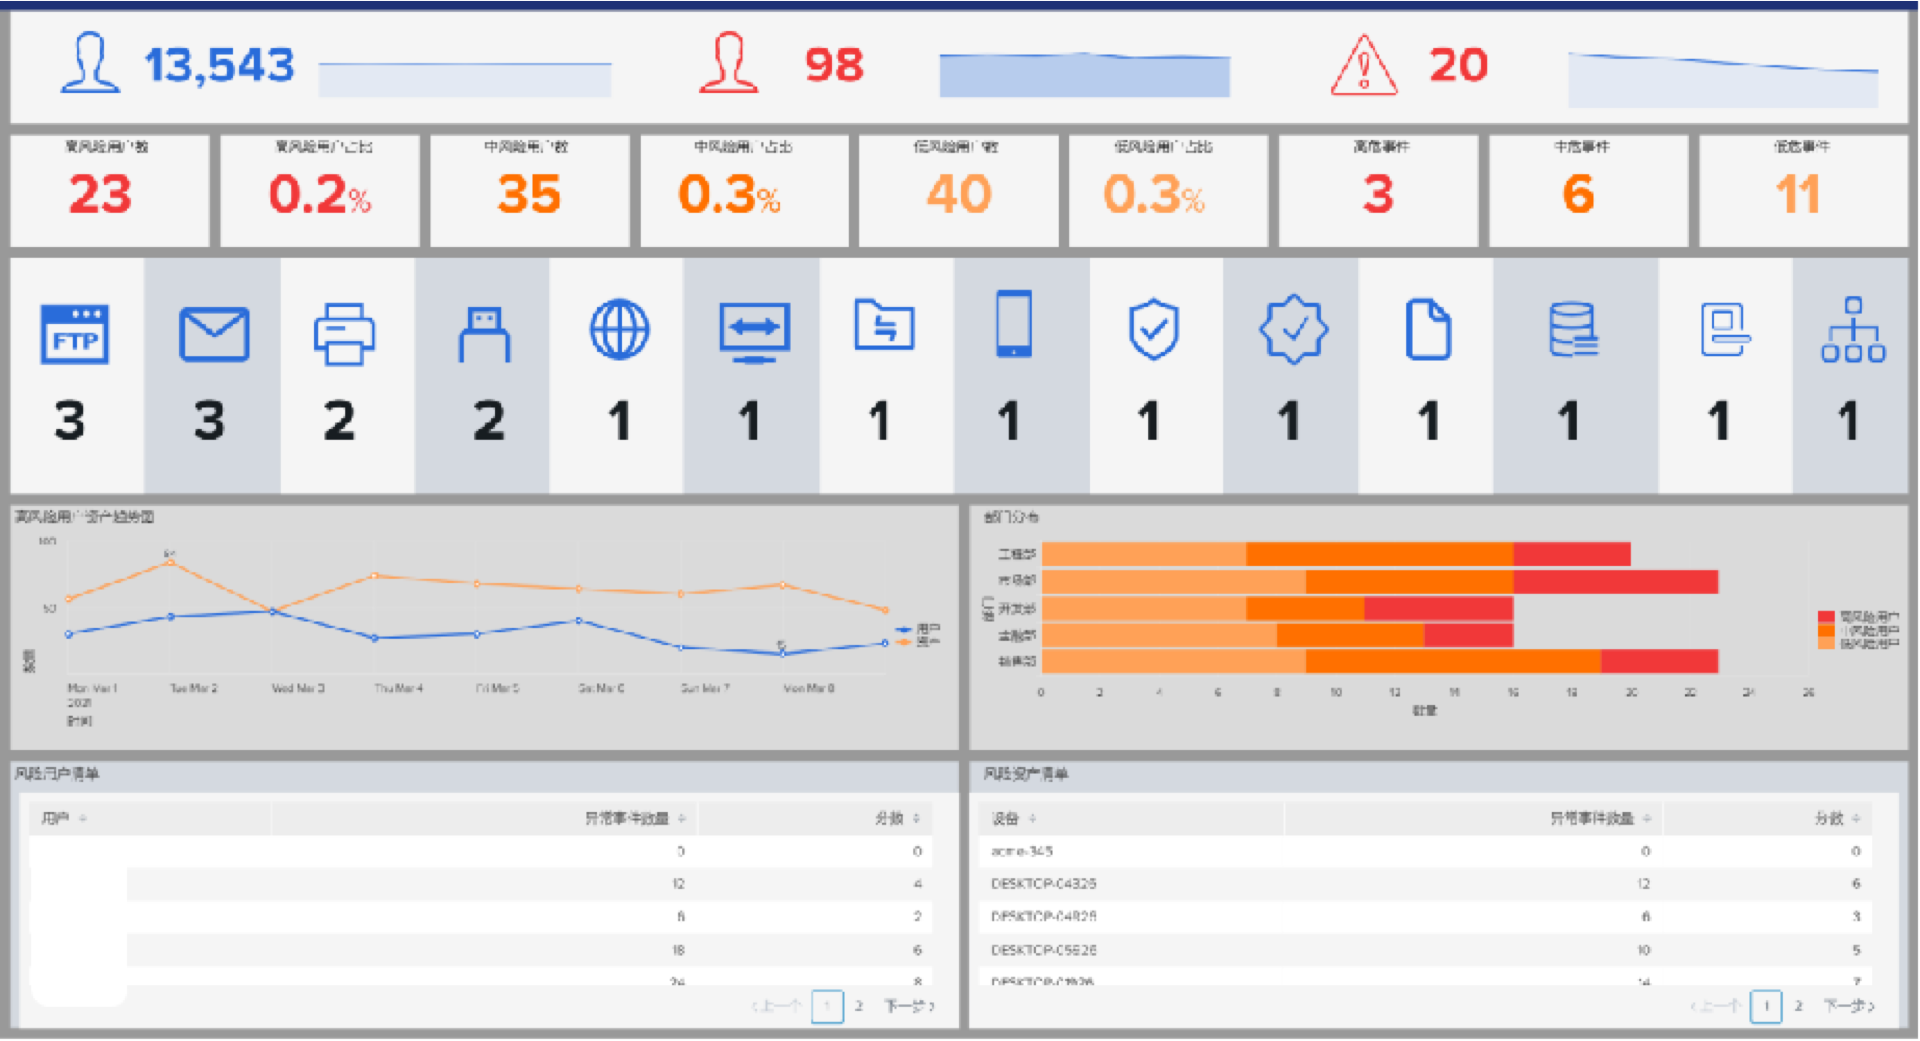 13,543
98
20
高风险用户数
高风险用户占比
中风险用户数
中风险用户占比
低风险用户数
低风险用户占比
高危事件
中危事件
低危事件
23
0.2%
35
0.3%
40
0.3%
3
6
11
FTP
3
3
2
2
1
1
1
1
1
1
1
1
1
1
高风险用户资产趋势图
100
50
数量
Mon Mar 1
Tue Mar 2
Wed Mar 3
Thu Mar 4
Fri Mar 5
Sat Mar 6
Sun Mar 7
Mon Mar 8
2021
时间
用户
资产
部门分布
工程部
市场部
开发部
金融部
销售部
部门
0
2
4
6
8
10
12
14
16
18
20
22
24
26
数量
高风险用户
中风险用户
低风险用户
风险用户清单
用户
异常事件数量
分数
0
0
12
4
6
2
18
6
24
8
上一个
1
2
下一步
风险资产清单
设备
异常事件数量
分数
acme-345
0
0
DESKTOP-04326
12
6
6
3
10
5
14
7
上一个
1
2
下一步